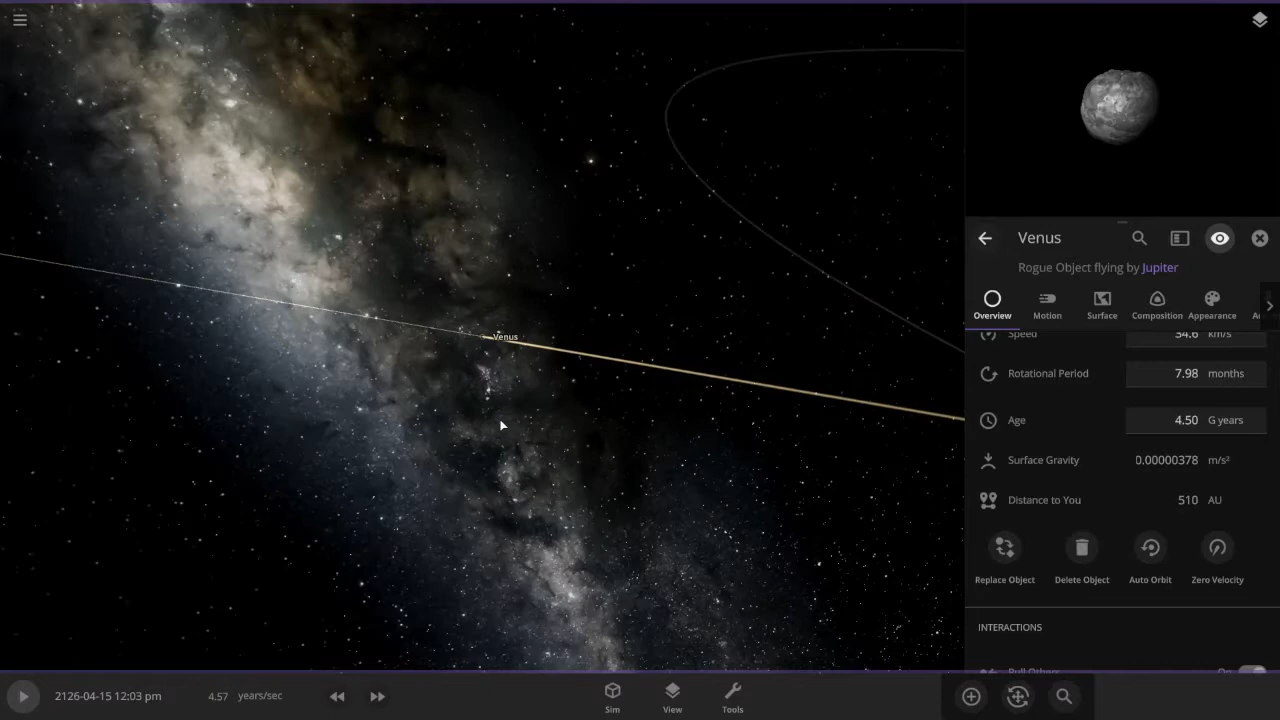 Venus
Rogue Object flying by Jupiter
Overview Motion Surface Composition Appearance
Speed 34.6 km/s
Venus
Rotational Period 7.98 months
Age 4.50 G years
Surface Gravity 0.00000378 m/s²
Distance to You 510 AU
Replace Object Delete Object Auto Orbit Zero Velocity
INTERACTIONS
Pull Others On
2126-04-15 12:03 pm 4.57 years/sec
Sim View Tools